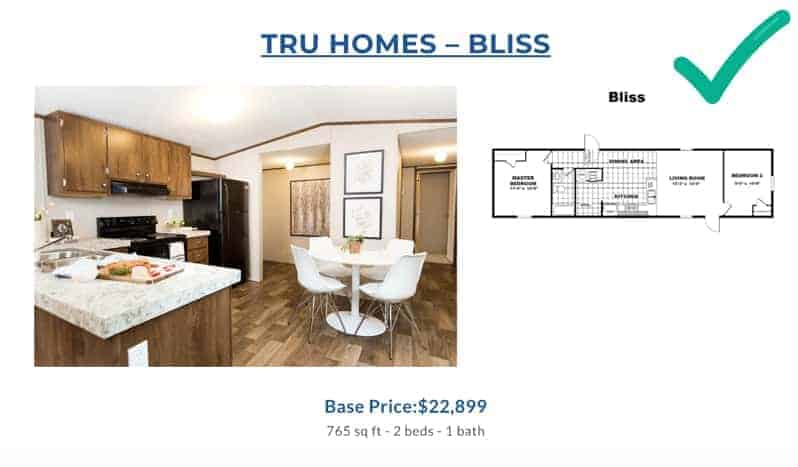 TRU HOMES – BLISS
Bliss
DINING AREA
MASTER
BEDROOM
LIVING ROOM
BEDROOM 2
KITCHEN
Base Price:$22,899
765 sq ft - 2 beds - 1 bath